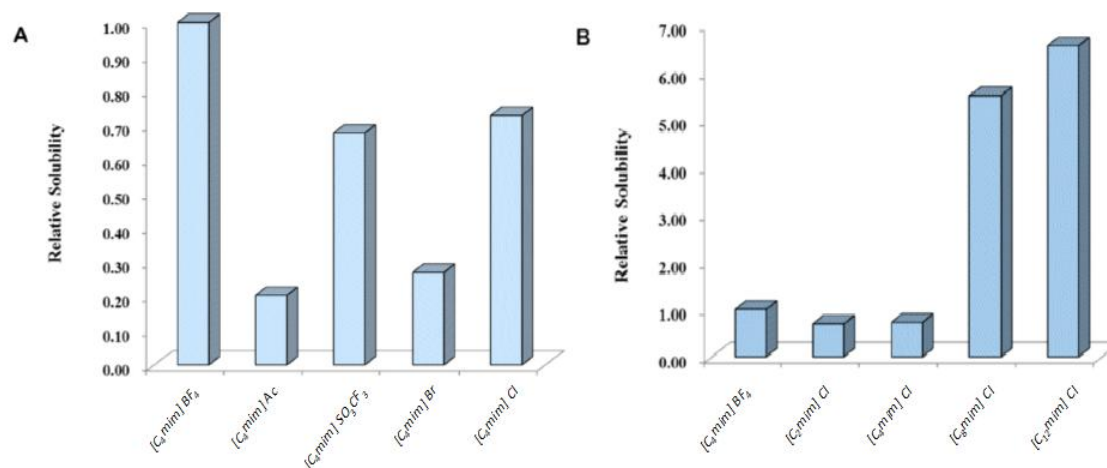 A
Relative Solubility
1.00
0.90
0.80
0.70
0.60
0.50
0.40
0.30
0.20
0.10
0.00
[C₄mim] BF₄
[C₄mim] Ac
[C₄mim] SO₃CF₃
[C₄mim] Br
[C₄mim] Cl
B
Relative Solubility
7.00
6.00
5.00
4.00
3.00
2.00
1.00
0.00
[C₄mim] BF₄
[C₂mim] Cl
[C₄mim] Cl
[C₈mim] Cl
[C₁₂mim] Cl